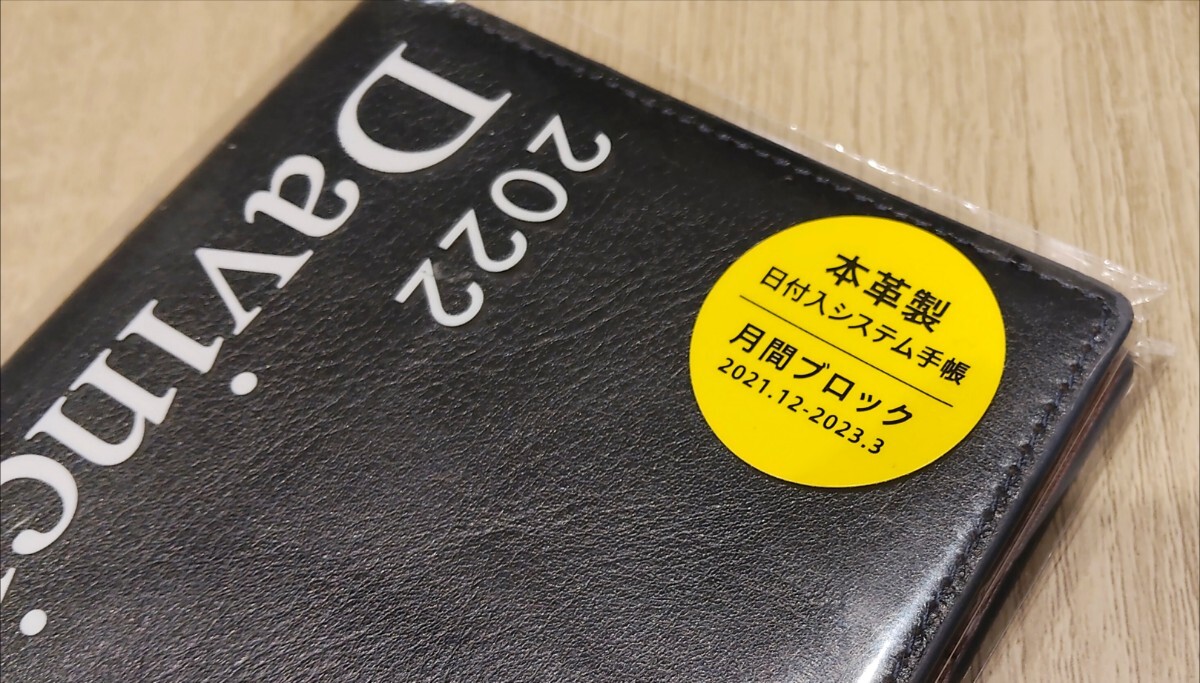 2022
Davinci
本革製
日付入システム手帳
月間ブロック
2021.12-2023.3